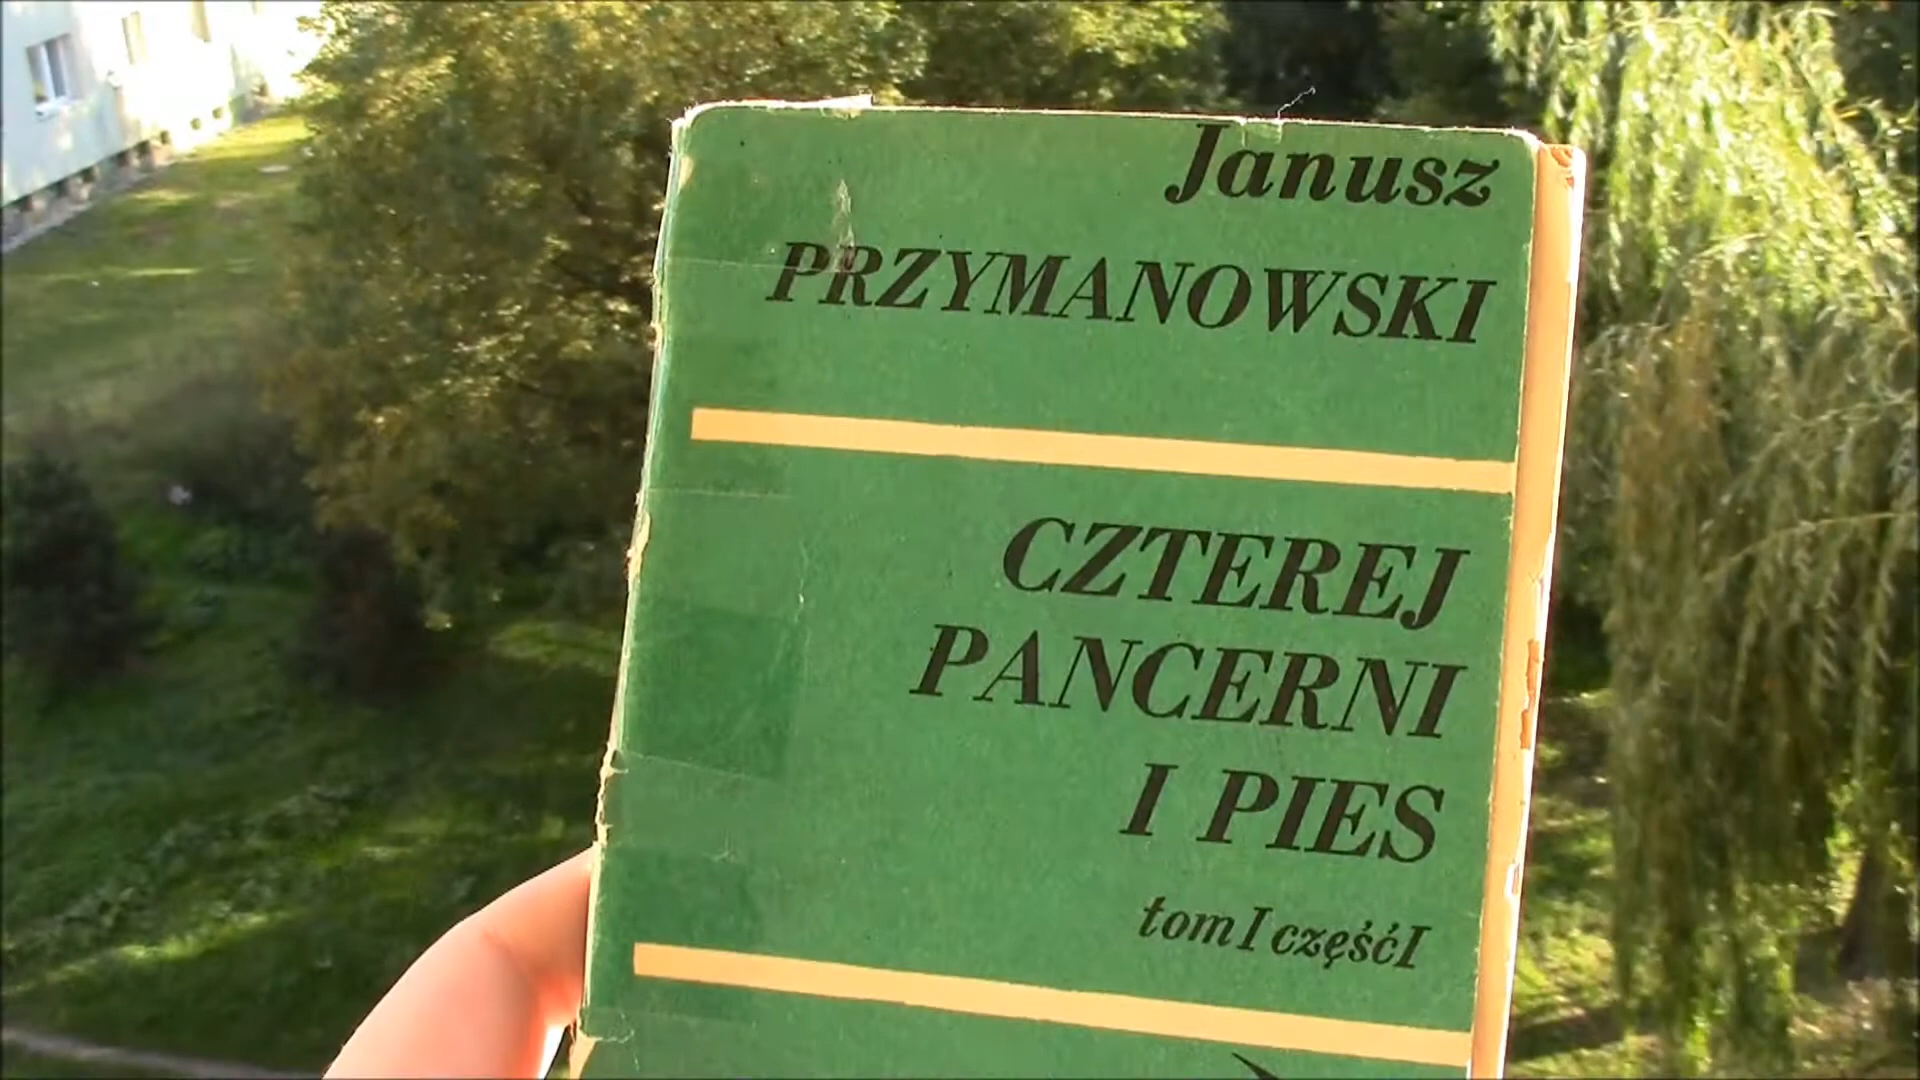 Janusz
PRZYMANOWSKI
CZTEREJ
PANCERNI
I PIES
tom I część I